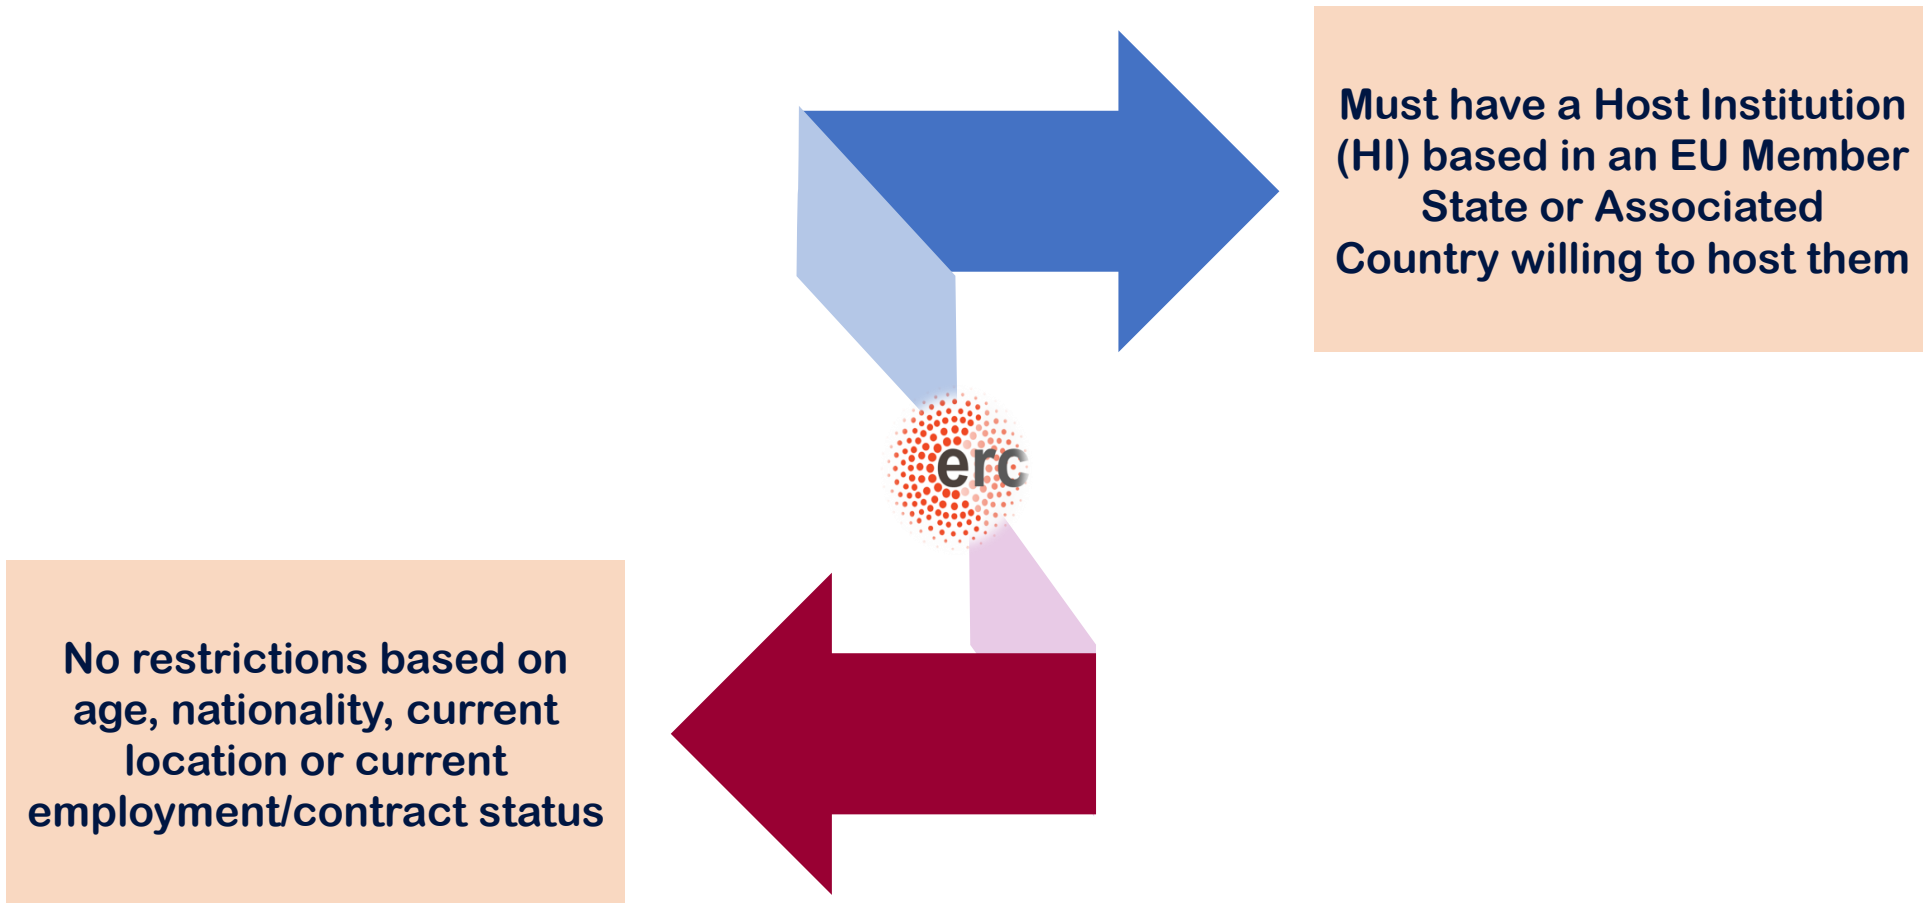 Must have a Host Institution
(HI) based in an EU Member
State or Associated
Country willing to host them
erc
No restrictions based on
age, nationality, current
location or current
employment/contract status